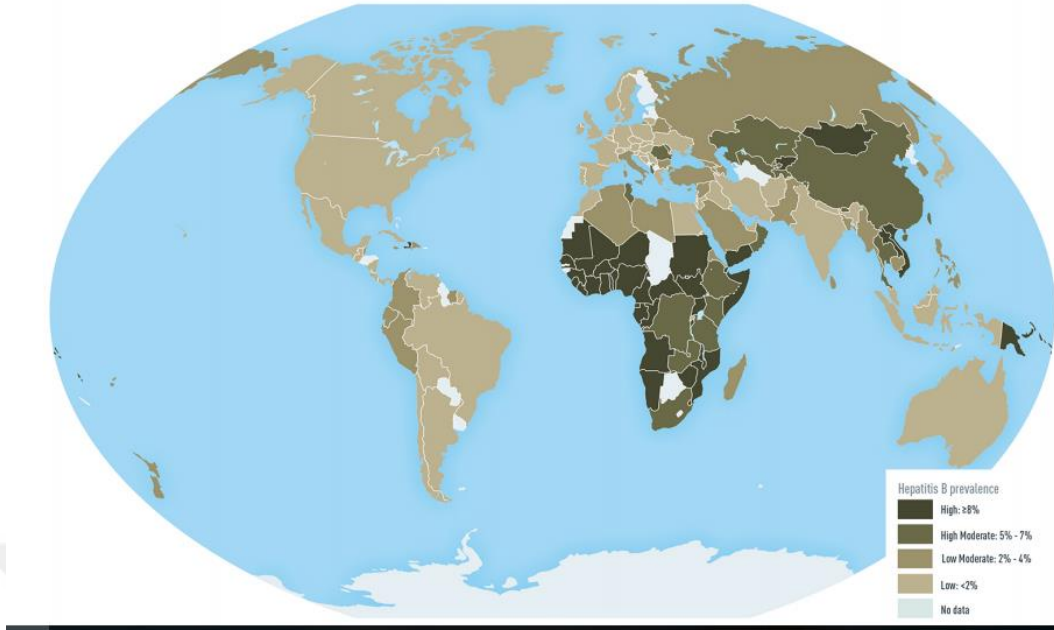 Hepatitis B prevalence
High: ≥8%
High Moderate: 5% - 7%
Low Moderate: 2% - 4%
Low: <2%
No data